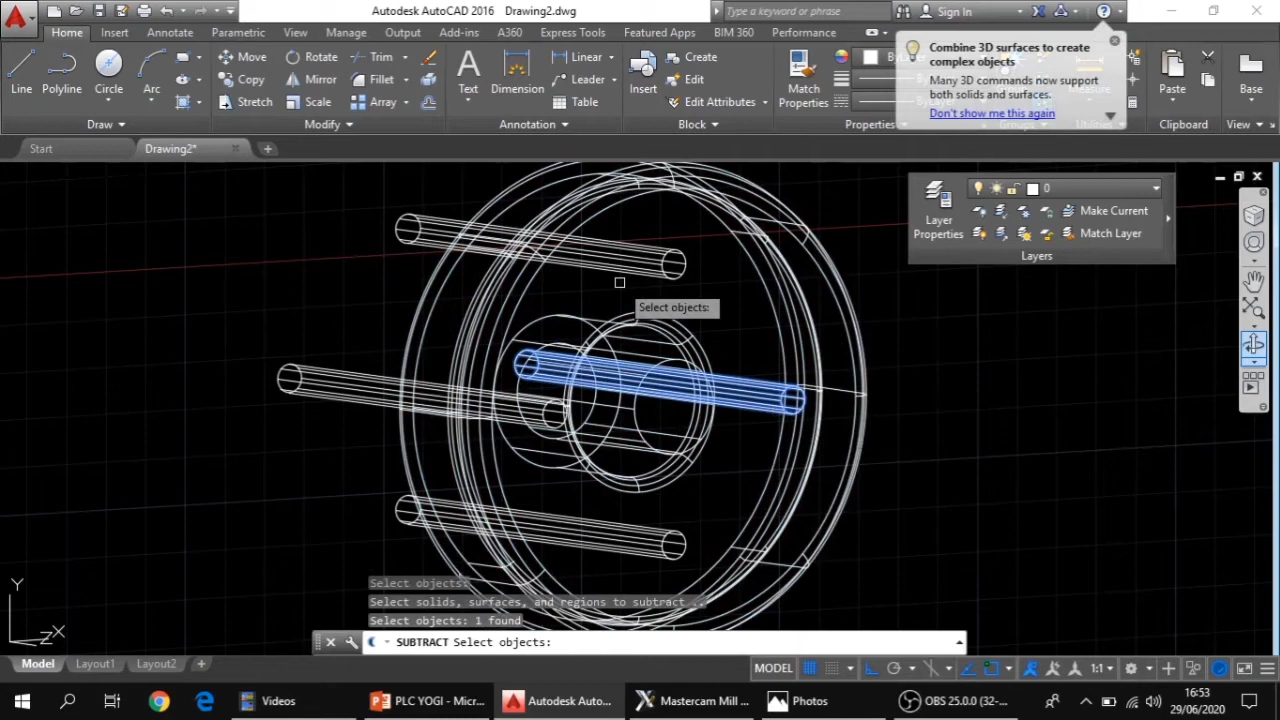 Autodesk AutoCAD 2016 Drawing2.dwg
Type a keyword or phrase
Sign In
Home Insert Annotate Parametric View Manage Output Add-ins A360 Express Tools Featured Apps BIM 360 Performance
Line
Polyline
Circle
Arc
Move
Copy
Stretch
Rotate
Mirror
Scale
Trim
Fillet
Array
Text
Dimension
Linear
Leader
Table
Insert
Create
Edit
Edit Attributes
Match
Properties
Paste
Base
Draw
Modify
Annotation
Block
Properties
Groups
Utilities
Clipboard
View
Combine 3D surfaces to create
complex objects
Many 3D commands now support
both solids and surfaces.
Don't show me this again
Start
Drawing2*
0
Layer
Properties
Make Current
Match Layer
Layers
Select objects:
Y
Z
X
Select objects:
Select solids, surfaces, and regions to subtract ..
Select objects: 1 found
SUBTRACT Select objects:
Model Layout1 Layout2
MODEL
1:1
Videos
PLC YOGI - Micr...
Autodesk Auto...
Mastercam Mill ...
Photos
OBS 25.0.0 (32-...
16:53
29/06/2020